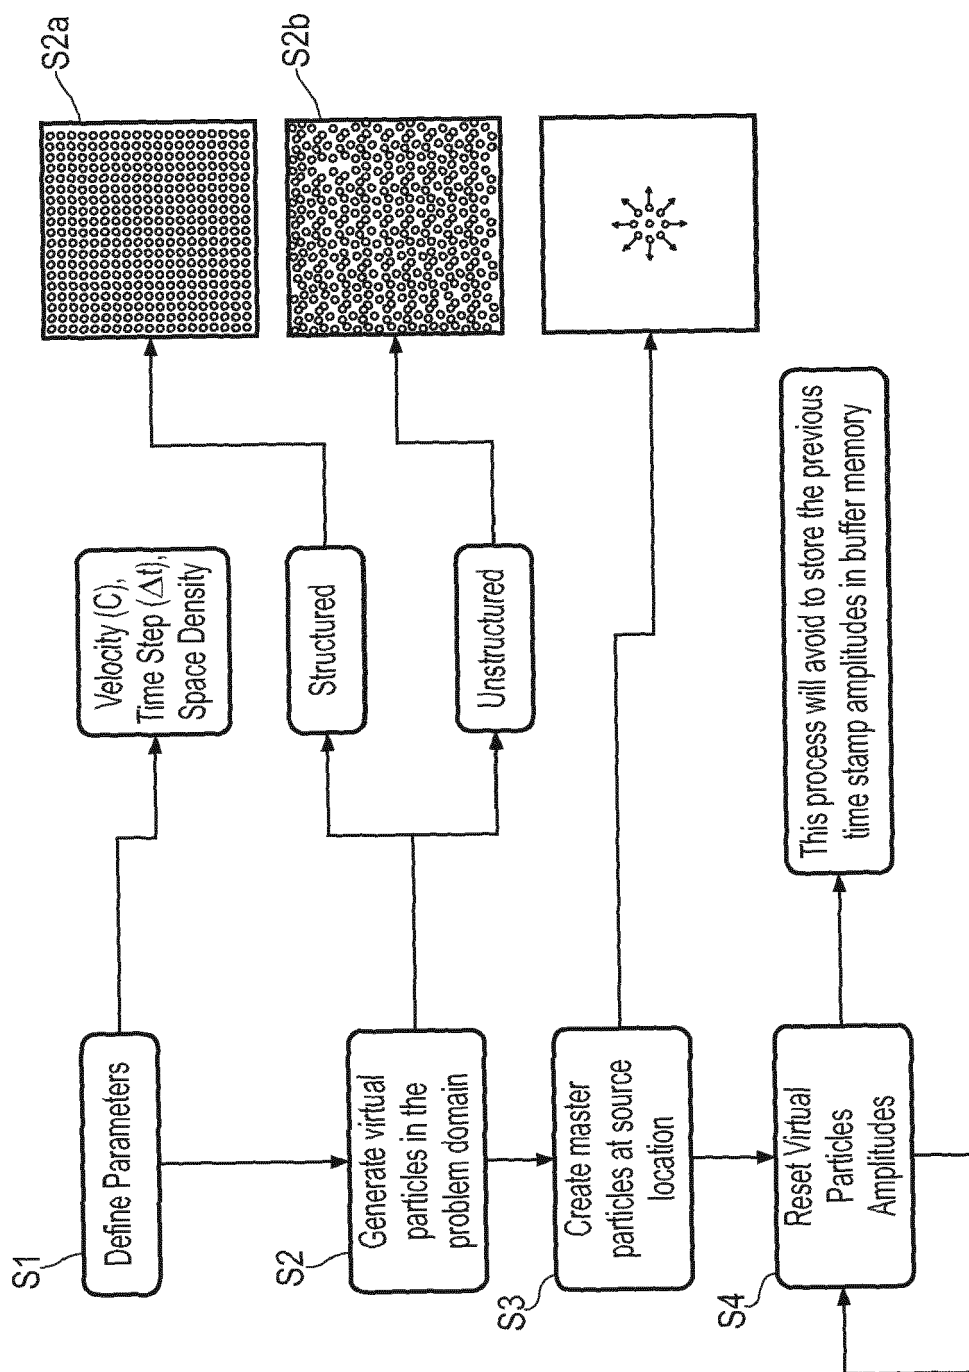 S1
Define Parameters
Velocity (C),
Time Step (Δt),
Space Density
S2
Generate virtual
particles in the
problem domain
Structured
S2a
Unstructured
S2b
S3
Create master
particles at source
location
S4
Reset Virtual
Particles
Amplitudes
This process will avoid to store the previous
time stamp amplitudes in buffer memory